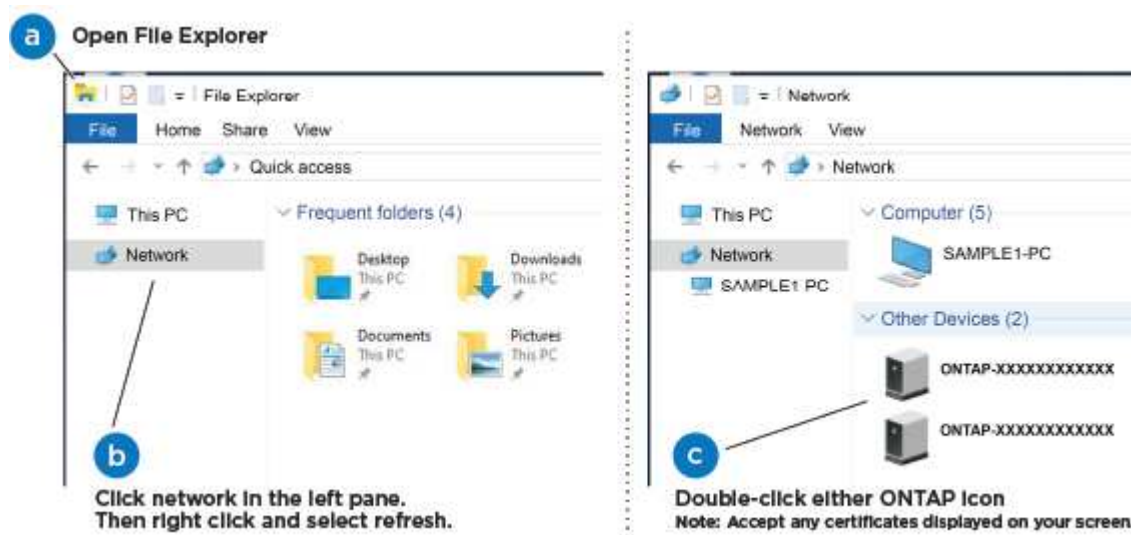 a Open File Explorer
File Explorer
File Home Share View
Quick access
This PC
Network
Frequent folders (4)
Desktop
This PC
Downloads
This PC
Documents
This PC
Pictures
This PC
b
Click network in the left pane.
Then right click and select refresh.
Network
File Network View
Network
This PC
Network
SAMPLE1 PC
Computer (5)
SAMPLE1-PC
Other Devices (2)
ONTAP-XXXXXXXXXXXX
ONTAP-XXXXXXXXXXXX
c
Double-click either ONTAP icon
Note: Accept any certificates displayed on your screen